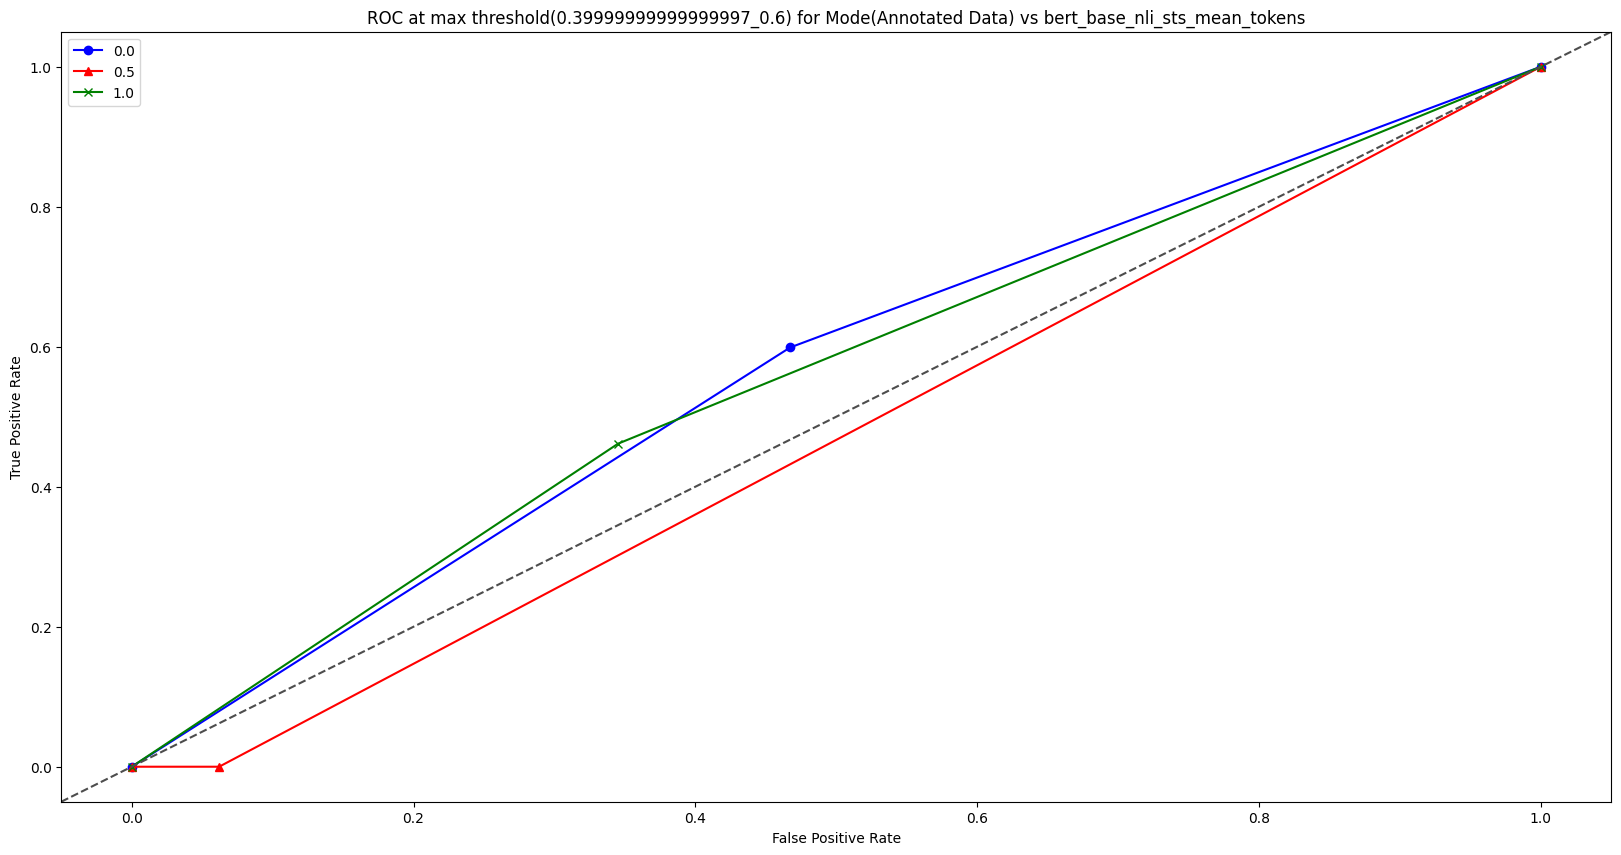 ROC at max threshold(0.39999999999999997_0.6) for Mode(Annotated Data) vs bert_base_nli_sts_mean_tokens
0.0
0.5
1.0
True Positive Rate
1.0
0.8
0.6
0.4
0.2
0.0
0.0 0.2 0.4 0.6 0.8 1.0
False Positive Rate